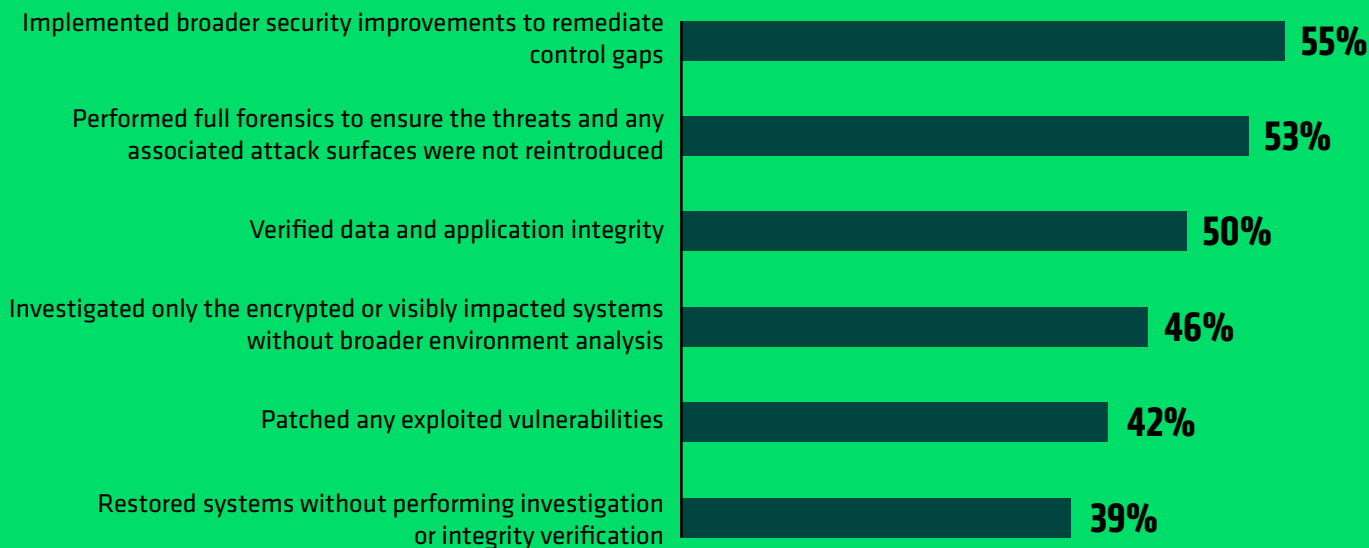 Implemented broader security improvements to remediate
control gaps
55%
Performed full forensics to ensure the threats and any
associated attack surfaces were not reintroduced
53%
Verified data and application integrity
50%
Investigated only the encrypted or visibly impacted systems
without broader environment analysis
46%
Patched any exploited vulnerabilities
42%
Restored systems without performing investigation
or integrity verification
39%